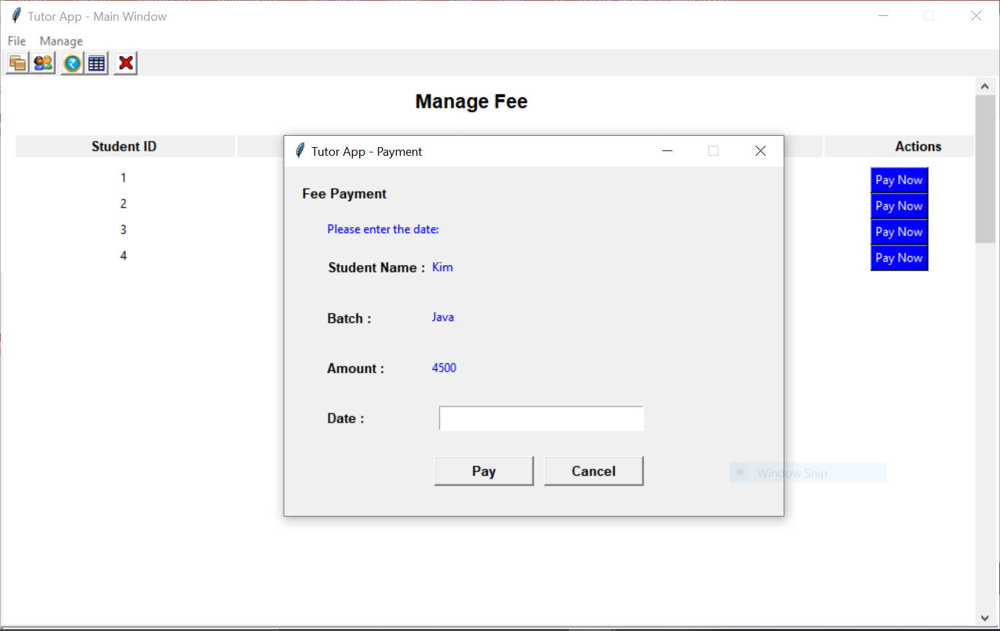 Tutor App - Main Window
File Manage
Manage Fee
Student ID Actions
Tutor App - Payment
1 Pay Now
2 Pay Now
3 Pay Now
4 Pay Now
Fee Payment
Please enter the date:
Student Name : Kim
Batch : Java
Amount : 4500
Date :
Pay Cancel
Window Snip